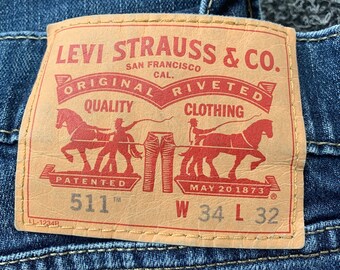 LEVI STRAUSS & CO.
SAN FRANCISCO
CAL.
ORIGINAL RIVETED
QUALITY CLOTHING
PATENTED MAY 20 1873
511™ W 34 L 32